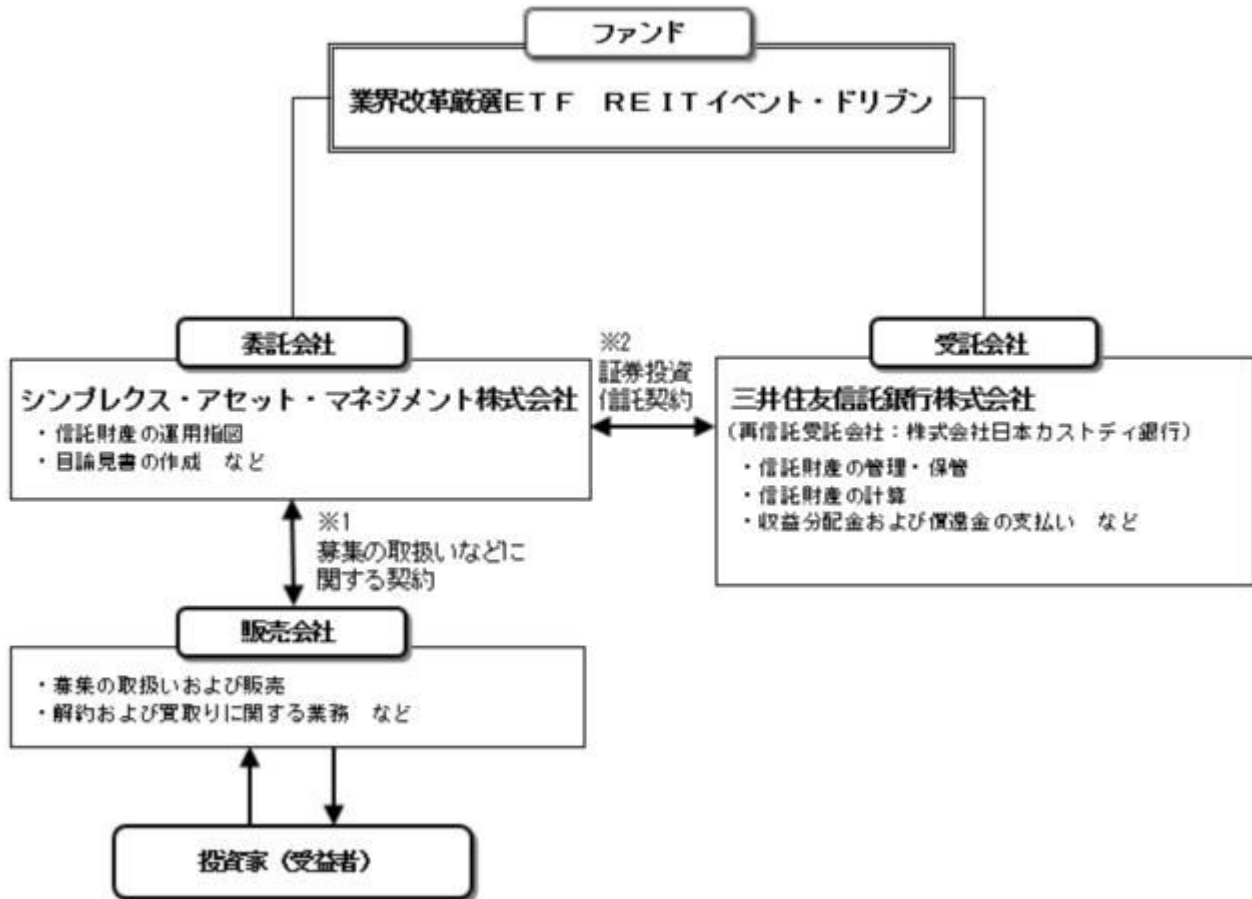 ファンド
業界改革厳選ETF REITイベント・ドリブン
委託会社
シンプレクス・アセット・マネジメント株式会社
・信託財産の運用指図
・目論見書の作成 など
※2
証券投資
信託契約
受託会社
三井住友信託銀行株式会社
(再信託受託会社:株式会社日本カストディ銀行)
・信託財産の管理・保管
・信託財産の計算
・収益分配金および償還金の支払い など
※1
募集の取扱いなどに
関する契約
販売会社
・募集の取扱いおよび販売
・解約および買取りに関する業務 など
投資家(受益者)